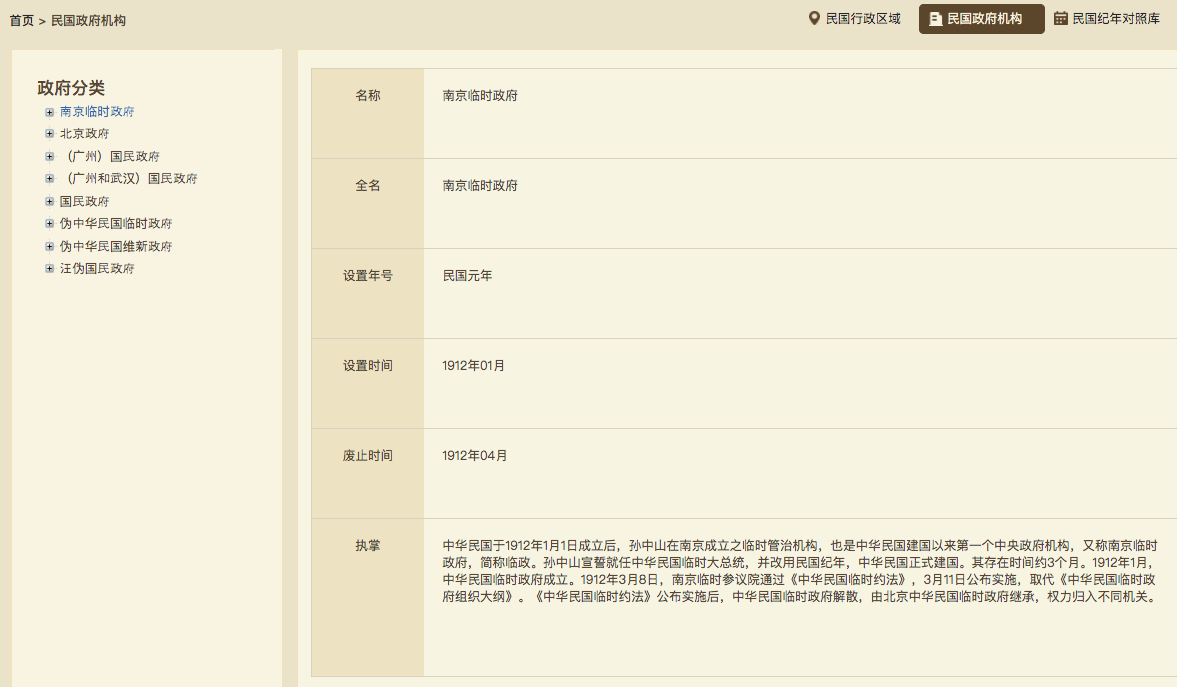 首页 > 民国政府机构
民国行政区域
民国政府机构
民国纪年对照库
政府分类
南京临时政府
北京政府
（广州）国民政府
（广州和武汉）国民政府
国民政府
伪中华民国临时政府
伪中华民国维新政府
汪伪国民政府
名称 南京临时政府
全名 南京临时政府
设置年号 民国元年
设置时间 1912年01月
废止时间 1912年04月
执掌 中华民国于1912年1月1日成立后，孙中山在南京成立之临时管治机构，也是中华民国建国以来第一个中央政府机构，又称南京临时
政府，简称临政。孙中山宣誓就任中华民国临时大总统，并改用民国纪年，中华民国正式建国。其存在时间约3个月。1912年1月，
中华民国临时政府成立。1912年3月8日，南京临时参议院通过《中华民国临时约法》，3月11日公布实施，取代《中华民国临时政
府组织大纲》。《中华民国临时约法》公布实施后，中华民国临时政府解散，由北京中华民国临时政府继承，权力归入不同机关。